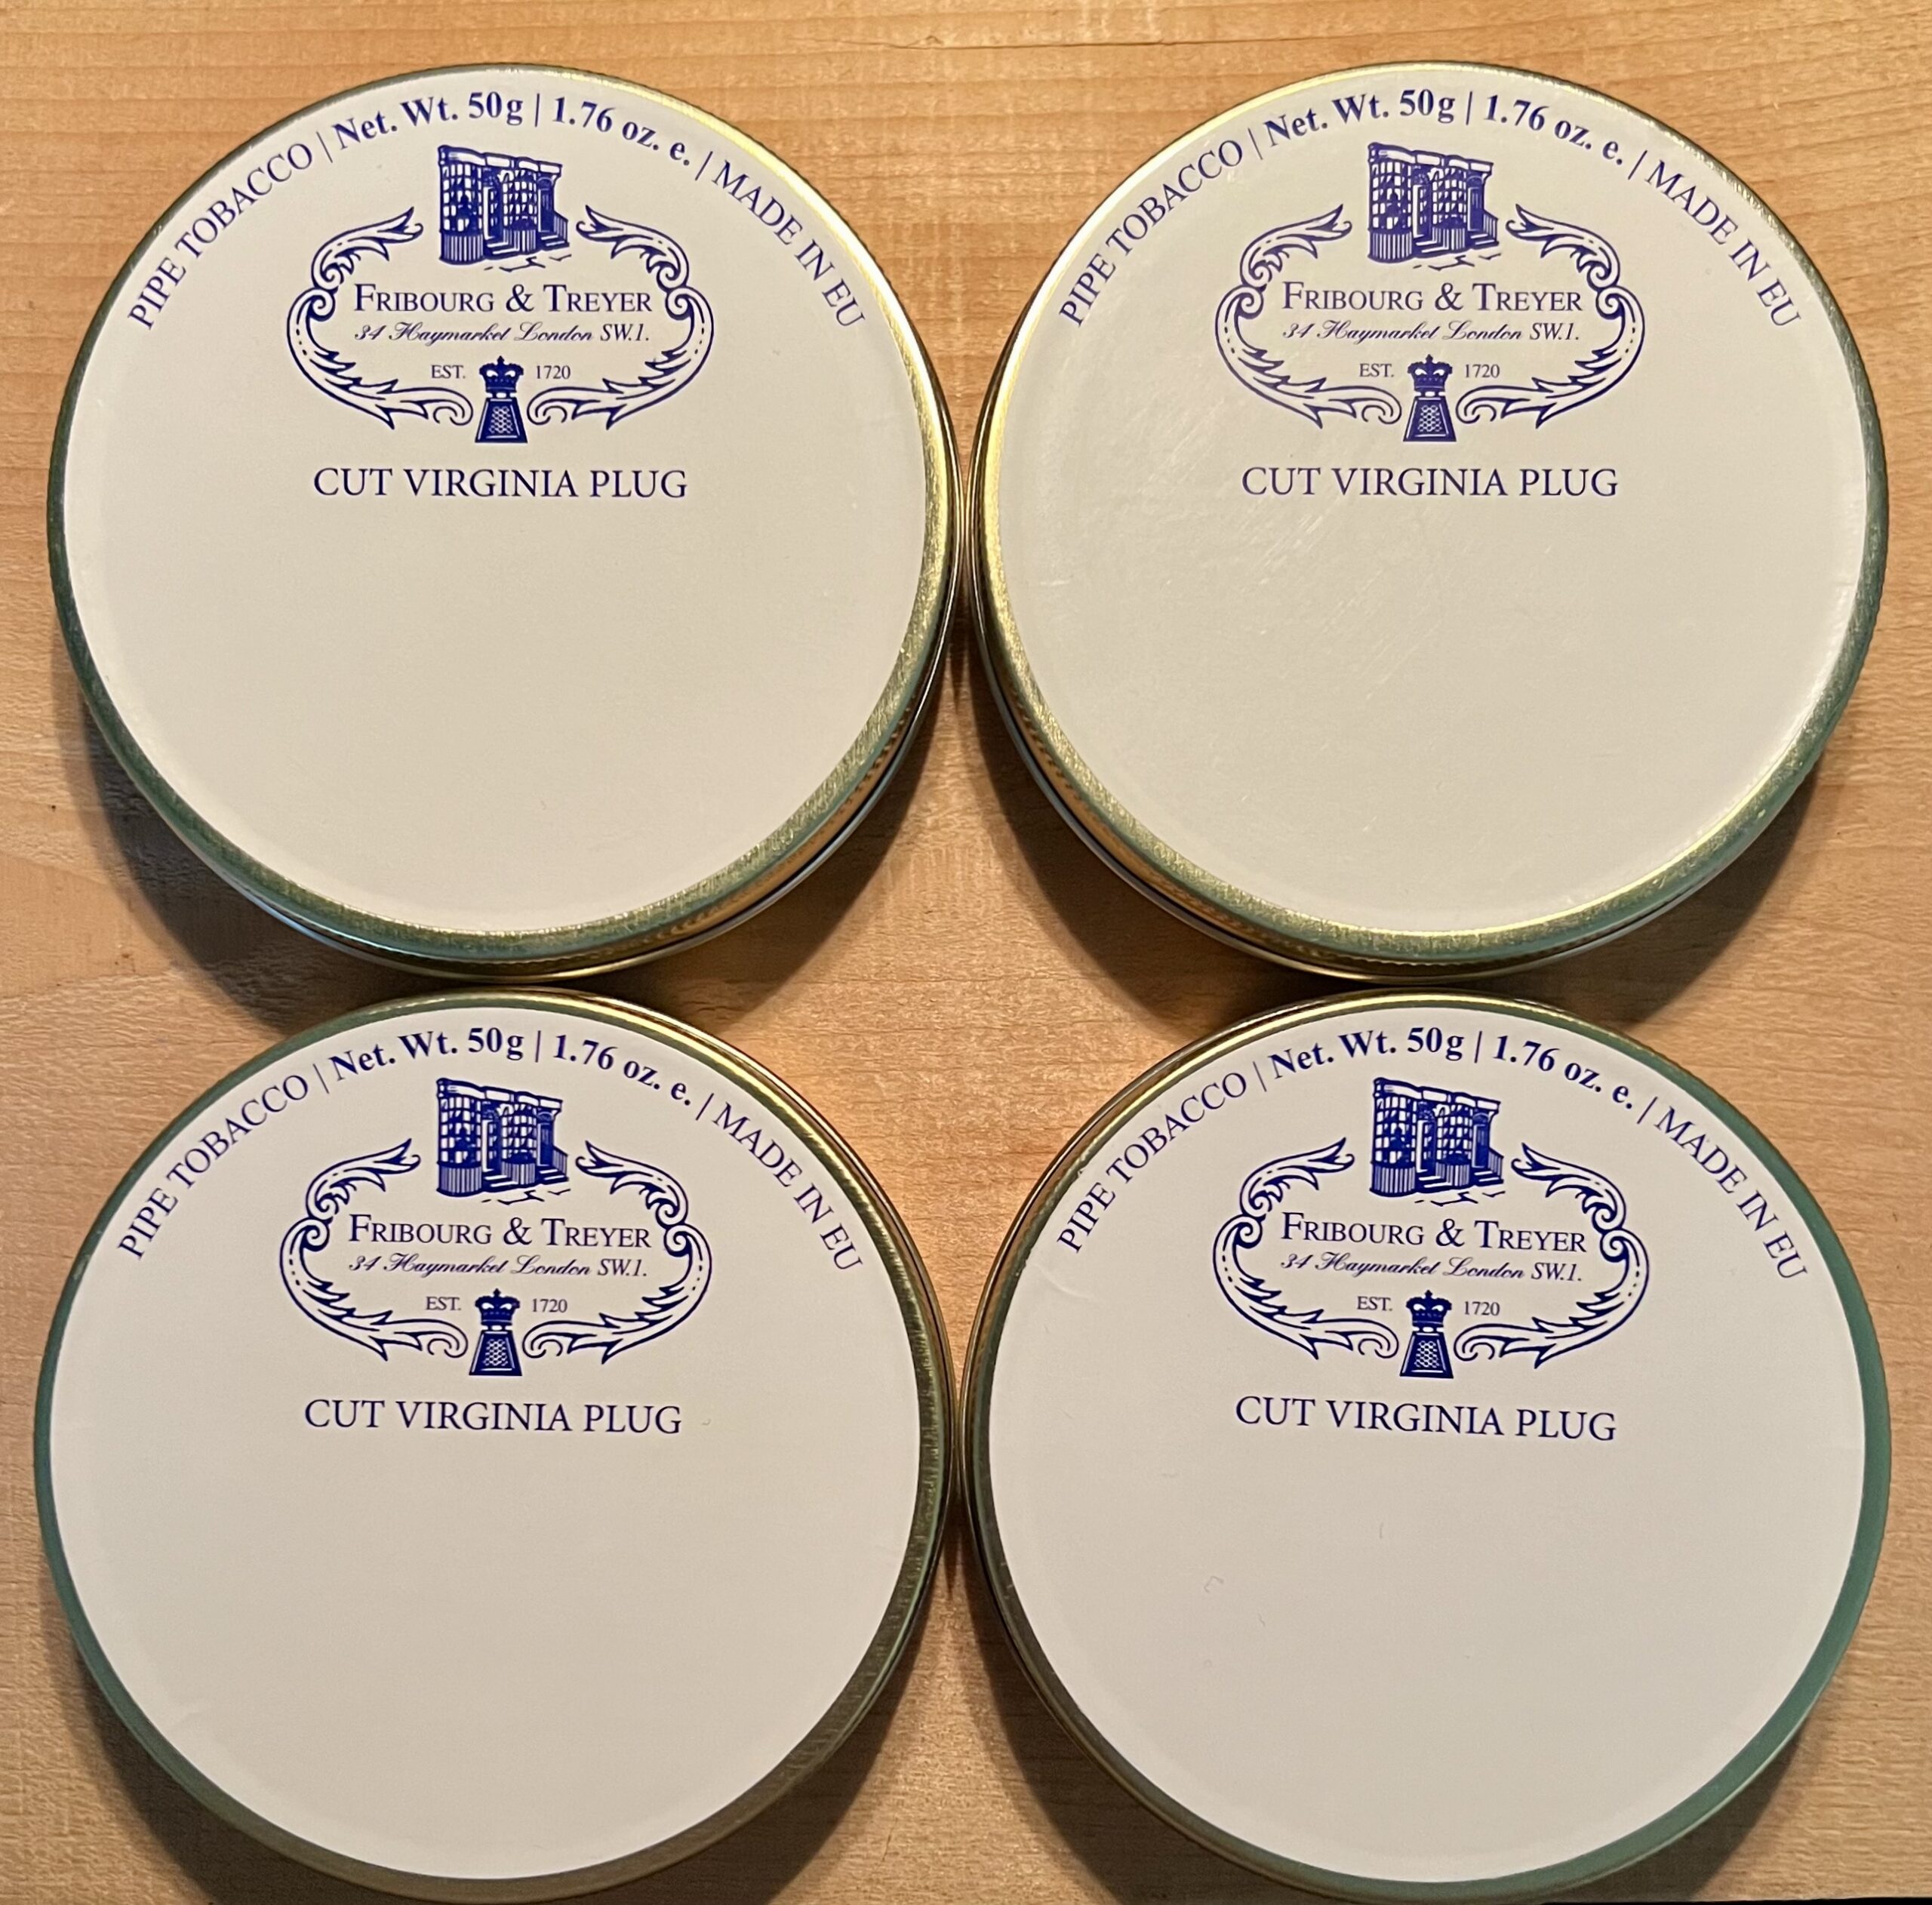 PIPE TOBACCO | Net. Wt. 50g | 1.76 oz. e. | MADE IN EU
FRIBOURG & TREYER
34 Haymarket London SW.1.
EST. 1720
CUT VIRGINIA PLUG
PIPE TOBACCO | Net. Wt. 50g | 1.76 oz. e. | MADE IN EU
FRIBOURG & TREYER
34 Haymarket London SW.1.
EST. 1720
CUT VIRGINIA PLUG
PIPE TOBACCO | Net. Wt. 50g | 1.76 oz. e. | MADE IN EU
FRIBOURG & TREYER
34 Haymarket London SW.1.
EST. 1720
CUT VIRGINIA PLUG
PIPE TOBACCO | Net. Wt. 50g | 1.76 oz. e. | MADE IN EU
FRIBOURG & TREYER
34 Haymarket London SW.1.
EST. 1720
CUT VIRGINIA PLUG